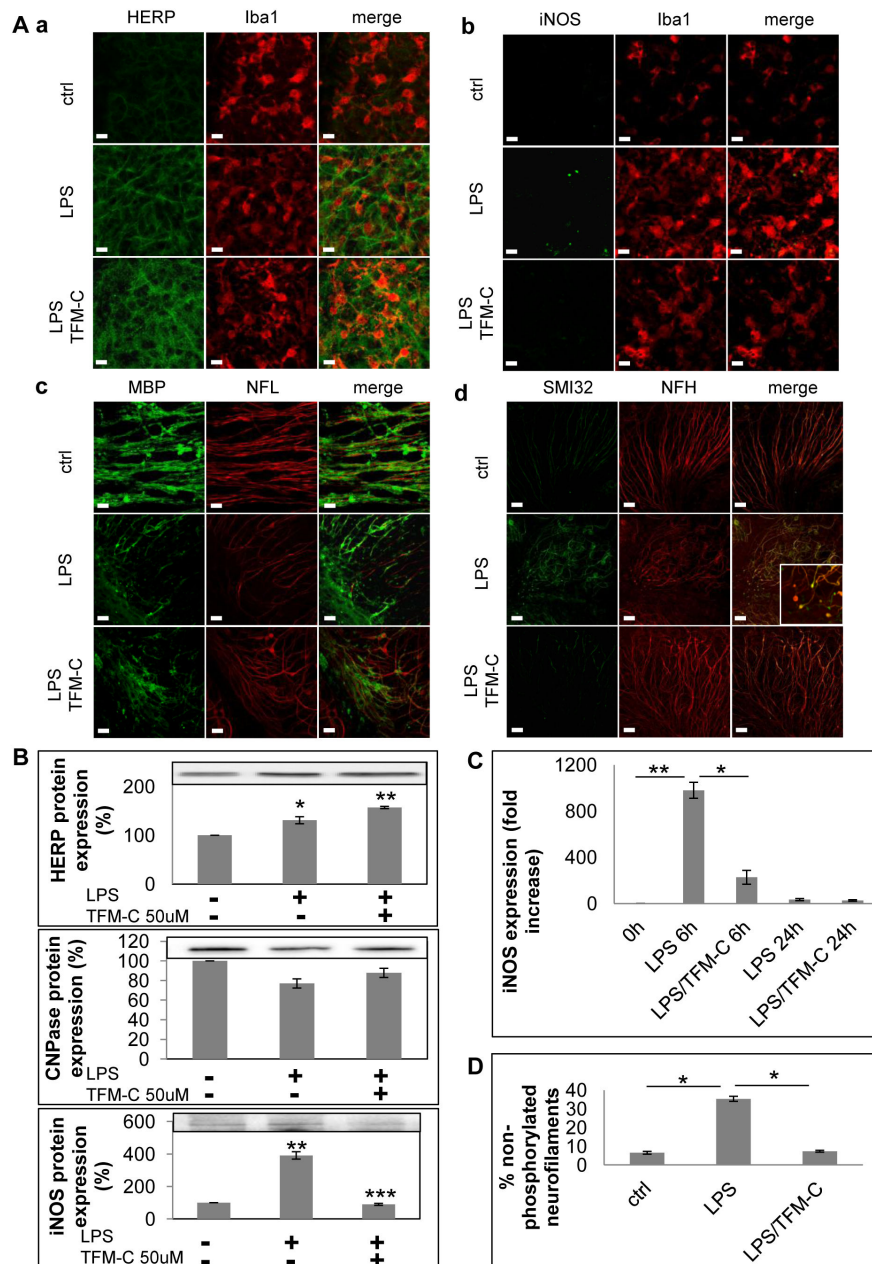 A a
HERP Iba1 merge
ctrl
LPS
LPS
TFM-C
b
iNOS Iba1 merge
ctrl
LPS
LPS
TFM-C
c
MBP NFL merge
ctrl
LPS
LPS
TFM-C
d
SMI32 NFH merge
ctrl
LPS
LPS
TFM-C
B
HERP protein
expression
(%)
200
100
0
* **
LPS - + +
TFM-C 50uM - - +
CNPase protein
expression (%)
120
100
80
60
40
20
0
LPS - + +
TFM-C 50uM - - +
iNOS protein
expression
(%)
600
400
200
0
** ***
LPS - + +
TFM-C 50uM - - +
C
iNOS expression (fold
increase)
1200
800
400
0
** *
0h
LPS 6h
LPS/TFM-C 6h
LPS 24h
LPS/TFM-C 24h
D
% non-
phosphorylated
neurofilaments
40
30
20
10
0
* *
ctrl
LPS
LPS/TFM-C